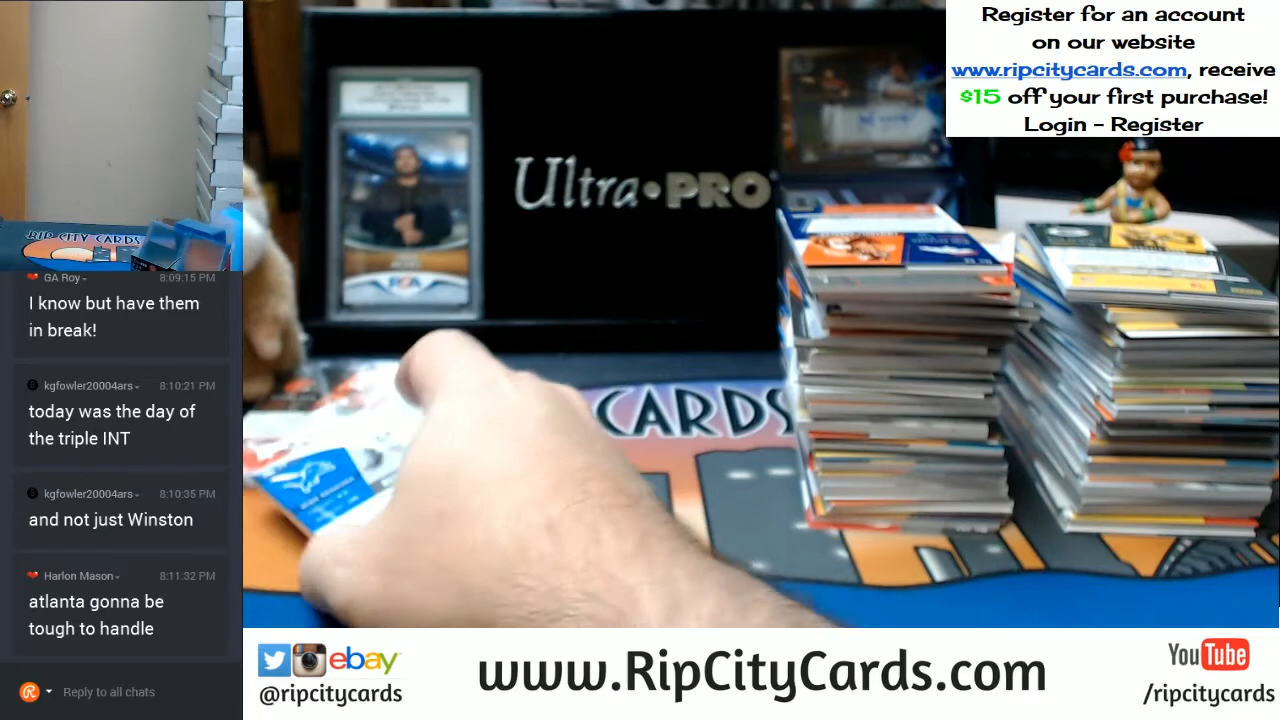 Register for an account
on our website
www.ripcitycards.com, receive
$15 off your first purchase!
Login - Register
Ultra•PRO
RIP CITY CARDS
CARDS
GA Roy 8:09:15 PM
I know but have them
in break!
kgfowler20004ars 8:10:21 PM
today was the day of
the triple INT
kgfowler20004ars 8:10:35 PM
and not just Winston
Harlon Mason 8:11:32 PM
atlanta gonna be
tough to handle
Reply to all chats
ebay
@ripcitycards
www.RipCityCards.com
YouTube
/ripcitycards